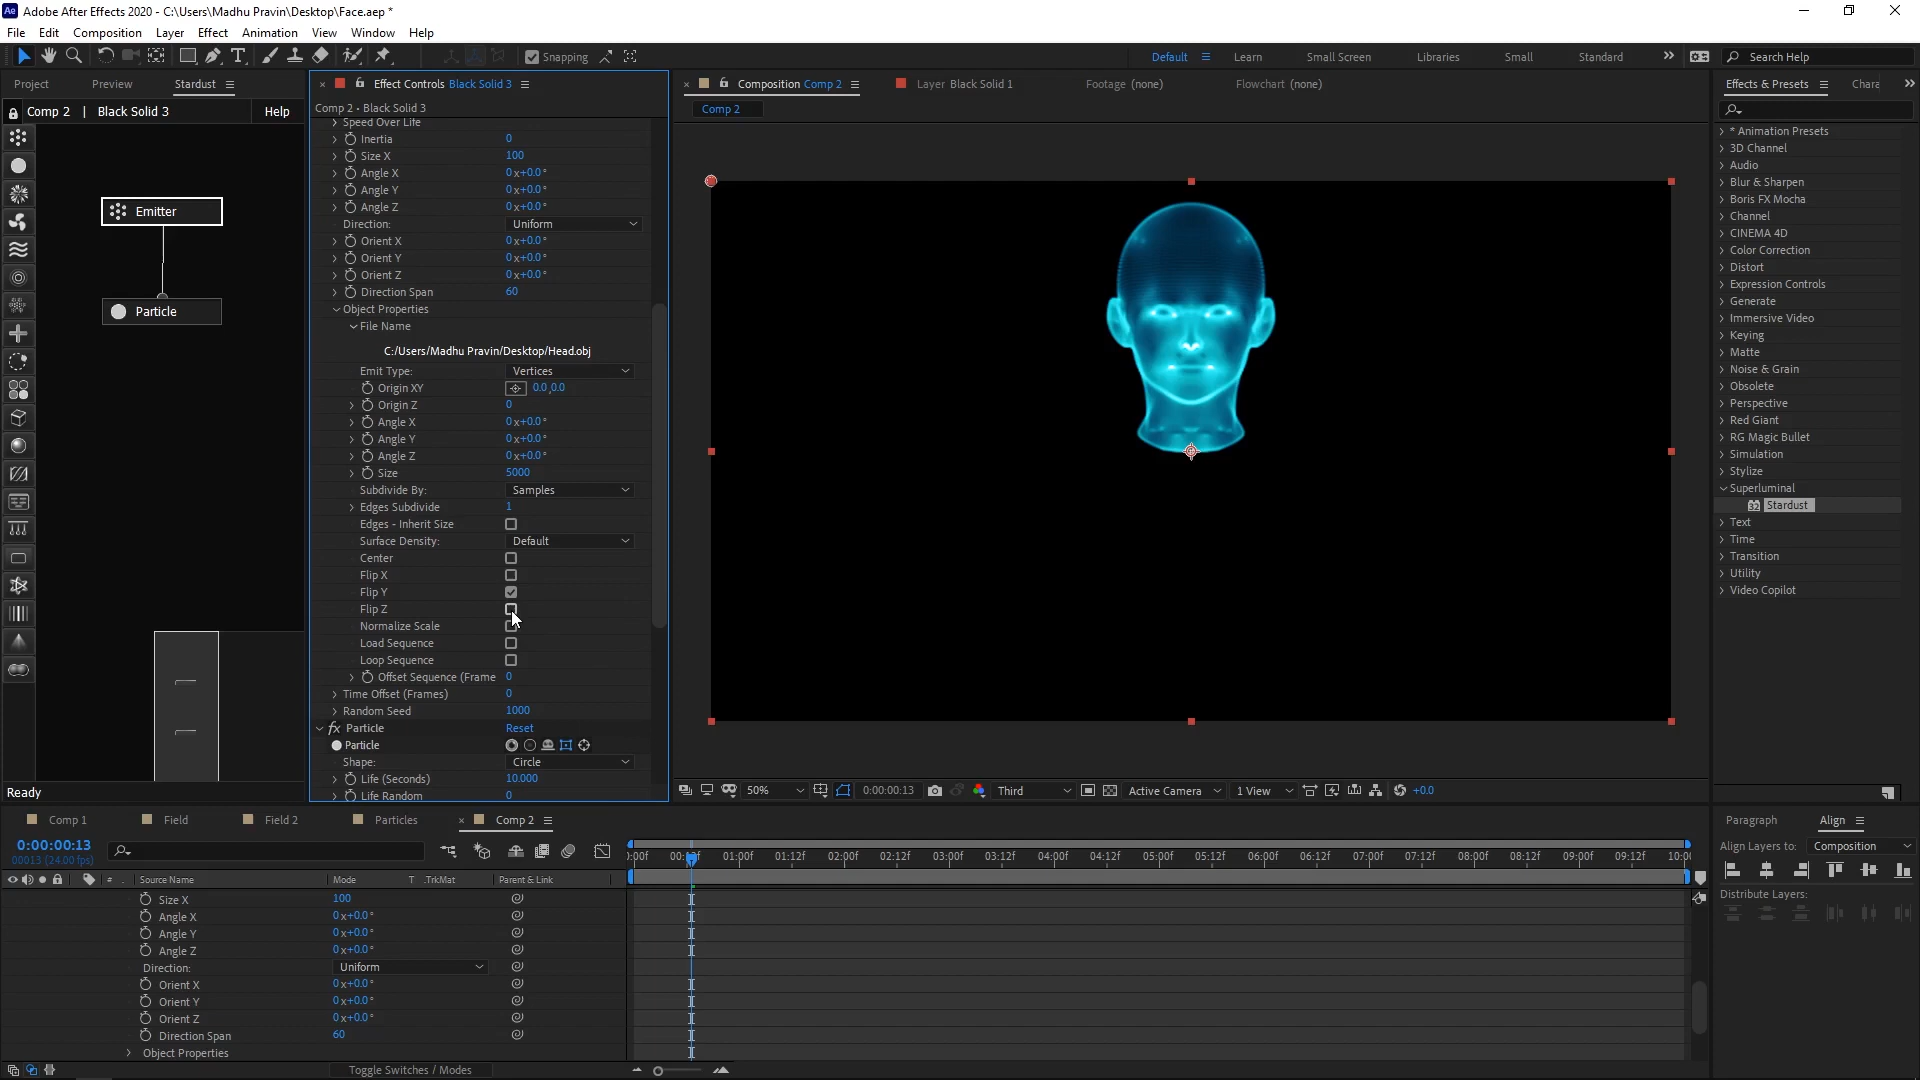 Adobe After Effects 2020 - C:\Users\Madhu Pravin\Desktop\Face.aep *
File Edit Composition Layer Effect Animation View Window Help
Snapping
Default Learn Small Screen Libraries Small Standard
Search Help
Project Preview Stardust
Comp 2 | Black Solid 3 Help
Emitter
Particle
Ready
Effect Controls Black Solid 3
Comp 2 • Black Solid 3
Speed Over Life
Inertia 0
Size X 100
Angle X 0x+0.0°
Angle Y 0x+0.0°
Angle Z 0x+0.0°
Direction: Uniform
Orient X 0x+0.0°
Orient Y 0x+0.0°
Orient Z 0x+0.0°
Direction Span 60
Object Properties
File Name
C:/Users/Madhu Pravin/Desktop/Head.obj
Emit Type: Vertices
Origin XY 0.0,0.0
Origin Z 0
Angle X 0x+0.0°
Angle Y 0x+0.0°
Angle Z 0x+0.0°
Size 5000
Subdivide By: Samples
Edges Subdivide 1
Edges - Inherit Size
Surface Density: Default
Center
Flip X
Flip Y
Flip Z
Normalize Scale
Load Sequence
Loop Sequence
Offset Sequence (Frame 0
Time Offset (Frames) 0
Random Seed 1000
fx Particle Reset
Particle
Shape: Circle
Life (Seconds) 10.000
Life Random 0
Composition Comp 2 Layer Black Solid 1 Footage (none) Flowchart (none)
Comp 2
50% 0:00:00:13 Third Active Camera 1 View +0.0
Effects & Presets Chara
* Animation Presets
3D Channel
Audio
Blur & Sharpen
Boris FX Mocha
Channel
CINEMA 4D
Color Correction
Distort
Expression Controls
Generate
Immersive Video
Keying
Matte
Noise & Grain
Obsolete
Perspective
Red Giant
RG Magic Bullet
Simulation
Stylize
Superluminal
32 Stardust
Text
Time
Transition
Utility
Video Copilot
Comp 1 Field Field 2 Particles Comp 2
0:00:00:13
00013 (24.00 fps)
# Source Name Mode T .TrkMat Parent & Link
):00f 01:00f 01:12f 02:00f 02:12f 03:00f 03:12f 04:00f 04:12f 05:00f 05:12f 06:00f 06:12f 07:00f 07:12f 08:00f 08:12f 09:00f 09:12f
Size X 100
Angle X 0x+0.0°
Angle Y 0x+0.0°
Angle Z 0x+0.0°
Direction: Uniform
Orient X 0x+0.0°
Orient Y 0x+0.0°
Orient Z 0x+0.0°
Direction Span 60
Object Properties
Toggle Switches / Modes
Paragraph Align
Align Layers to: Composition
Distribute Layers: